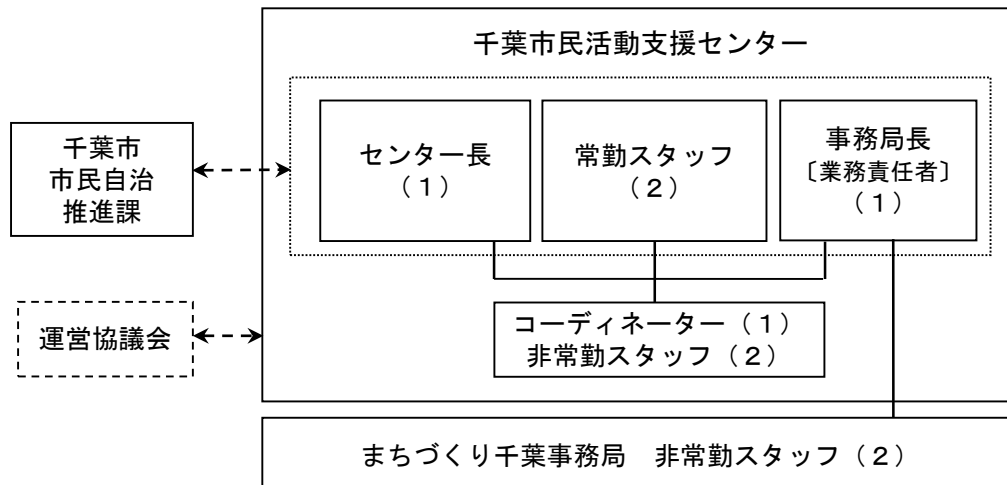 千葉市民活動支援センター
千葉市
市民自治
推進課
センター長
（１）
常勤スタッフ
（２）
事務局長
〔業務責任者〕
（１）
運営協議会
コーディネーター（１）
非常勤スタッフ（２）
まちづくり千葉事務局　非常勤スタッフ（２）